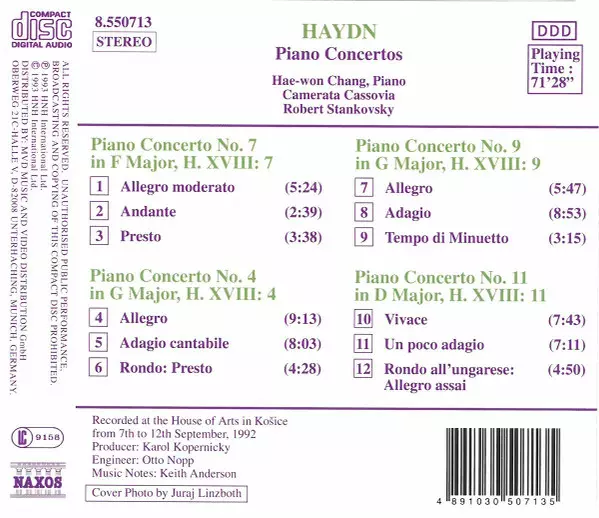 COMPACT
disc
DIGITAL AUDIO
8.550713
STEREO
HAYDN
Piano Concertos
Hae-won Chang, Piano
Camerata Cassovia
Robert Stankovsky
DDD
Playing
Time :
71’28”
ALL RIGHTS RESERVED. UNAUTHORISED PUBLIC PERFORMANCE,
BROADCASTING AND COPYING OF THIS COMPACT DISC PROHIBITED.
℗ 1993 HNH International Ltd.
© 1993 HNH International Ltd.
DISTRIBUTED BY: MVD MUSIC AND VIDEO DISTRIBUTION GmbH
OBERWEG 21C-HALLE V, D-82008 UNTERHACHING, MUNICH, GERMANY.
Piano Concerto No. 7
in F Major, H. XVIII: 7
1 Allegro moderato (5:24)
2 Andante (2:39)
3 Presto (3:38)
Piano Concerto No. 4
in G Major, H. XVIII: 4
4 Allegro (9:13)
5 Adagio cantabile (8:03)
6 Rondo: Presto (4:28)
Piano Concerto No. 9
in G Major, H. XVIII: 9
7 Allegro (5:47)
8 Adagio (8:53)
9 Tempo di Minuetto (3:15)
Piano Concerto No. 11
in D Major, H. XVIII: 11
10 Vivace (7:43)
11 Un poco adagio (7:11)
12 Rondo all’ungarese: (4:50)
Allegro assai
Recorded at the House of Arts in Košice
from 7th to 12th September, 1992
Producer: Karol Kopernicky
Engineer: Otto Nopp
Music Notes: Keith Anderson
Cover Photo by Juraj Linzboth
LC 9158
NAXOS
4 891030 507135